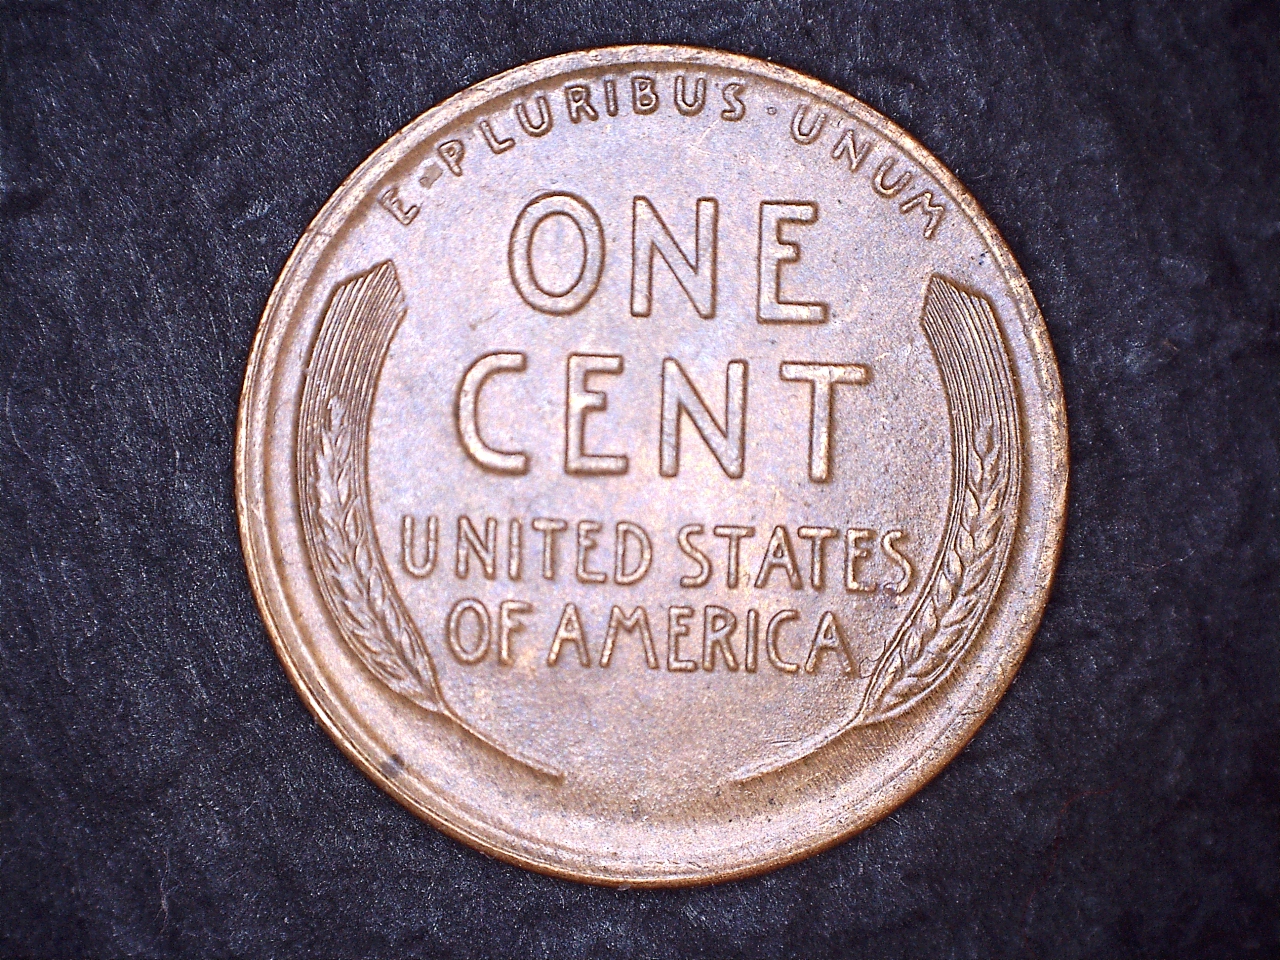 E · PLURIBUS · UNUM
ONE
CENT
UNITED STATES
OF AMERICA